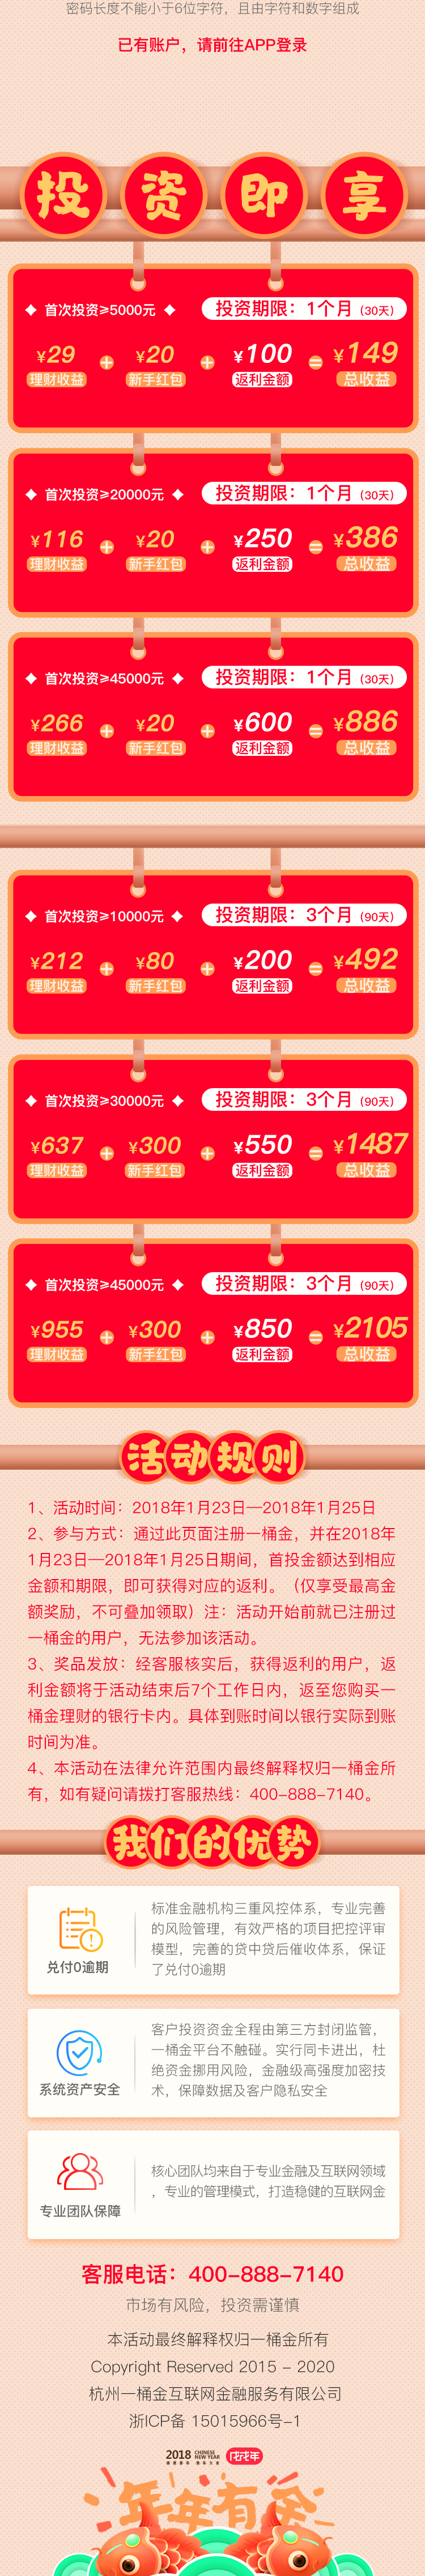 密码长度不能小于6位字符，且由字符和数字组成
已有账户，请前往APP登录
投资即享
首次投资≥5000元 投资期限：1个月（30天）
¥29 + ¥20 + ¥100 = ¥149
理财收益 新手红包 返利金额 总收益
首次投资≥20000元 投资期限：1个月（30天）
¥116 + ¥20 + ¥250 = ¥386
理财收益 新手红包 返利金额 总收益
首次投资≥45000元 投资期限：1个月（30天）
¥266 + ¥20 + ¥600 = ¥886
理财收益 新手红包 返利金额 总收益
首次投资≥10000元 投资期限：3个月（90天）
¥212 + ¥80 + ¥200 = ¥492
理财收益 新手红包 返利金额 总收益
首次投资≥30000元 投资期限：3个月（90天）
¥637 + ¥300 + ¥550 = ¥1487
理财收益 新手红包 返利金额 总收益
首次投资≥45000元 投资期限：3个月（90天）
¥955 + ¥300 + ¥850 = ¥2105
理财收益 新手红包 返利金额 总收益
活动规则
1、活动时间：2018年1月23日—2018年1月25日
2、参与方式：通过此页面注册一桶金，并在2018年
1月23日—2018年1月25日期间，首投金额达到相应
金额和期限，即可获得对应的返利。（仅享受最高金
额奖励，不可叠加领取）注：活动开始前就已注册过
一桶金的用户，无法参加该活动。
3、奖品发放：经客服核实后，获得返利的用户，返
利金额将于活动结束后7个工作日内，返至您购买一
桶金理财的银行卡内。具体到账时间以银行实际到账
时间为准。
4、本活动在法律允许范围内最终解释权归一桶金所
有，如有疑问请拨打客服热线：400-888-7140。
我们的优势
兑付0逾期
标准金融机构三重风控体系，专业完善
的风险管理，有效严格的项目把控评审
模型，完善的贷中贷后催收体系，保证
了兑付0逾期
系统资产安全
客户投资资金全程由第三方封闭监管，
一桶金平台不触碰。实行同卡进出，杜
绝资金挪用风险，金融级高强度加密技
术，保障数据及客户隐私安全
专业团队保障
核心团队均来自于专业金融及互联网领域
，专业的管理模式，打造稳健的互联网金
客服电话：400-888-7140
市场有风险，投资需谨慎
本活动最终解释权归一桶金所有
Copyright Reserved 2015 - 2020
杭州一桶金互联网金融服务有限公司
浙ICP备 15015966号-1
2018 CHINESE NEW YEAR
年年有余